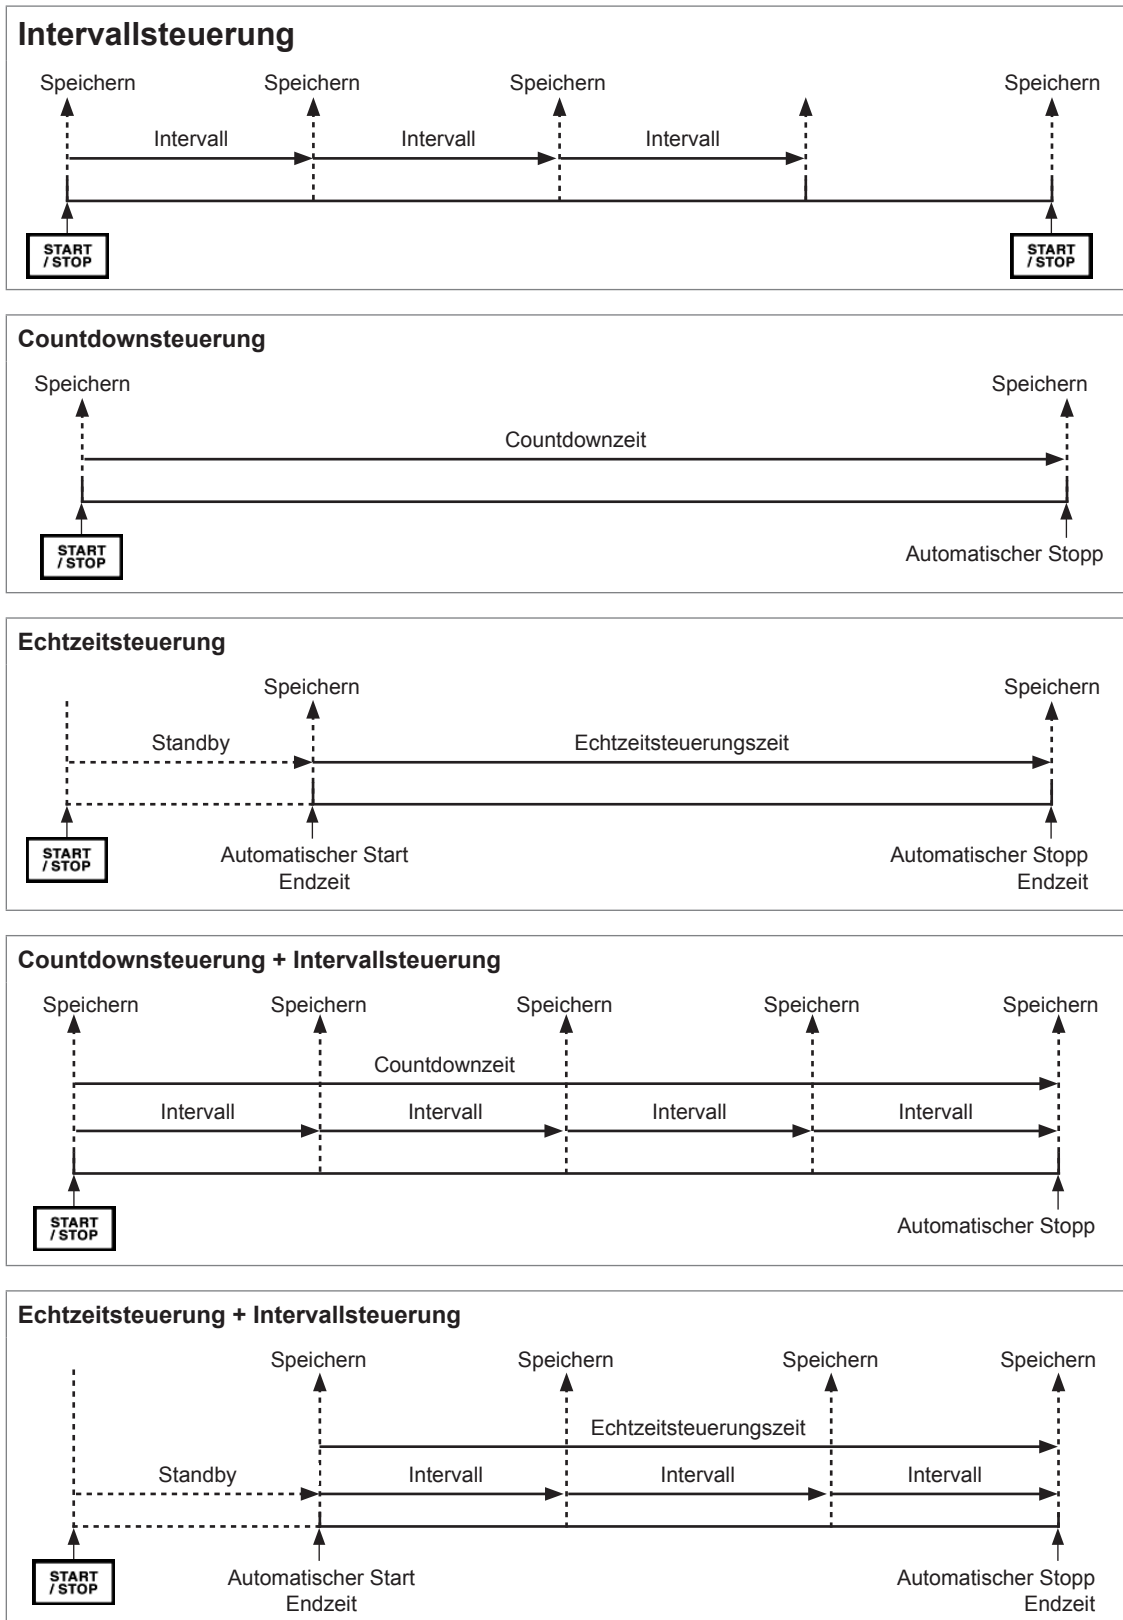 Intervallsteuerung
Speichern Speichern Speichern Speichern
Intervall Intervall Intervall
START / STOP START / STOP
Countdownsteuerung
Speichern Speichern
Countdownzeit
START / STOP Automatischer Stopp
Echtzeitsteuerung
Speichern Speichern
Standby Echtzeitsteuerungszeit
START / STOP Automatischer Start Endzeit Automatischer Stopp Endzeit
Countdownsteuerung + Intervallsteuerung
Speichern Speichern Speichern Speichern Speichern
Countdownzeit
Intervall Intervall Intervall Intervall
START / STOP Automatischer Stopp
Echtzeitsteuerung + Intervallsteuerung
Speichern Speichern Speichern Speichern
Echtzeitsteuerungszeit
Standby Intervall Intervall Intervall
START / STOP Automatischer Start Endzeit Automatischer Stopp Endzeit